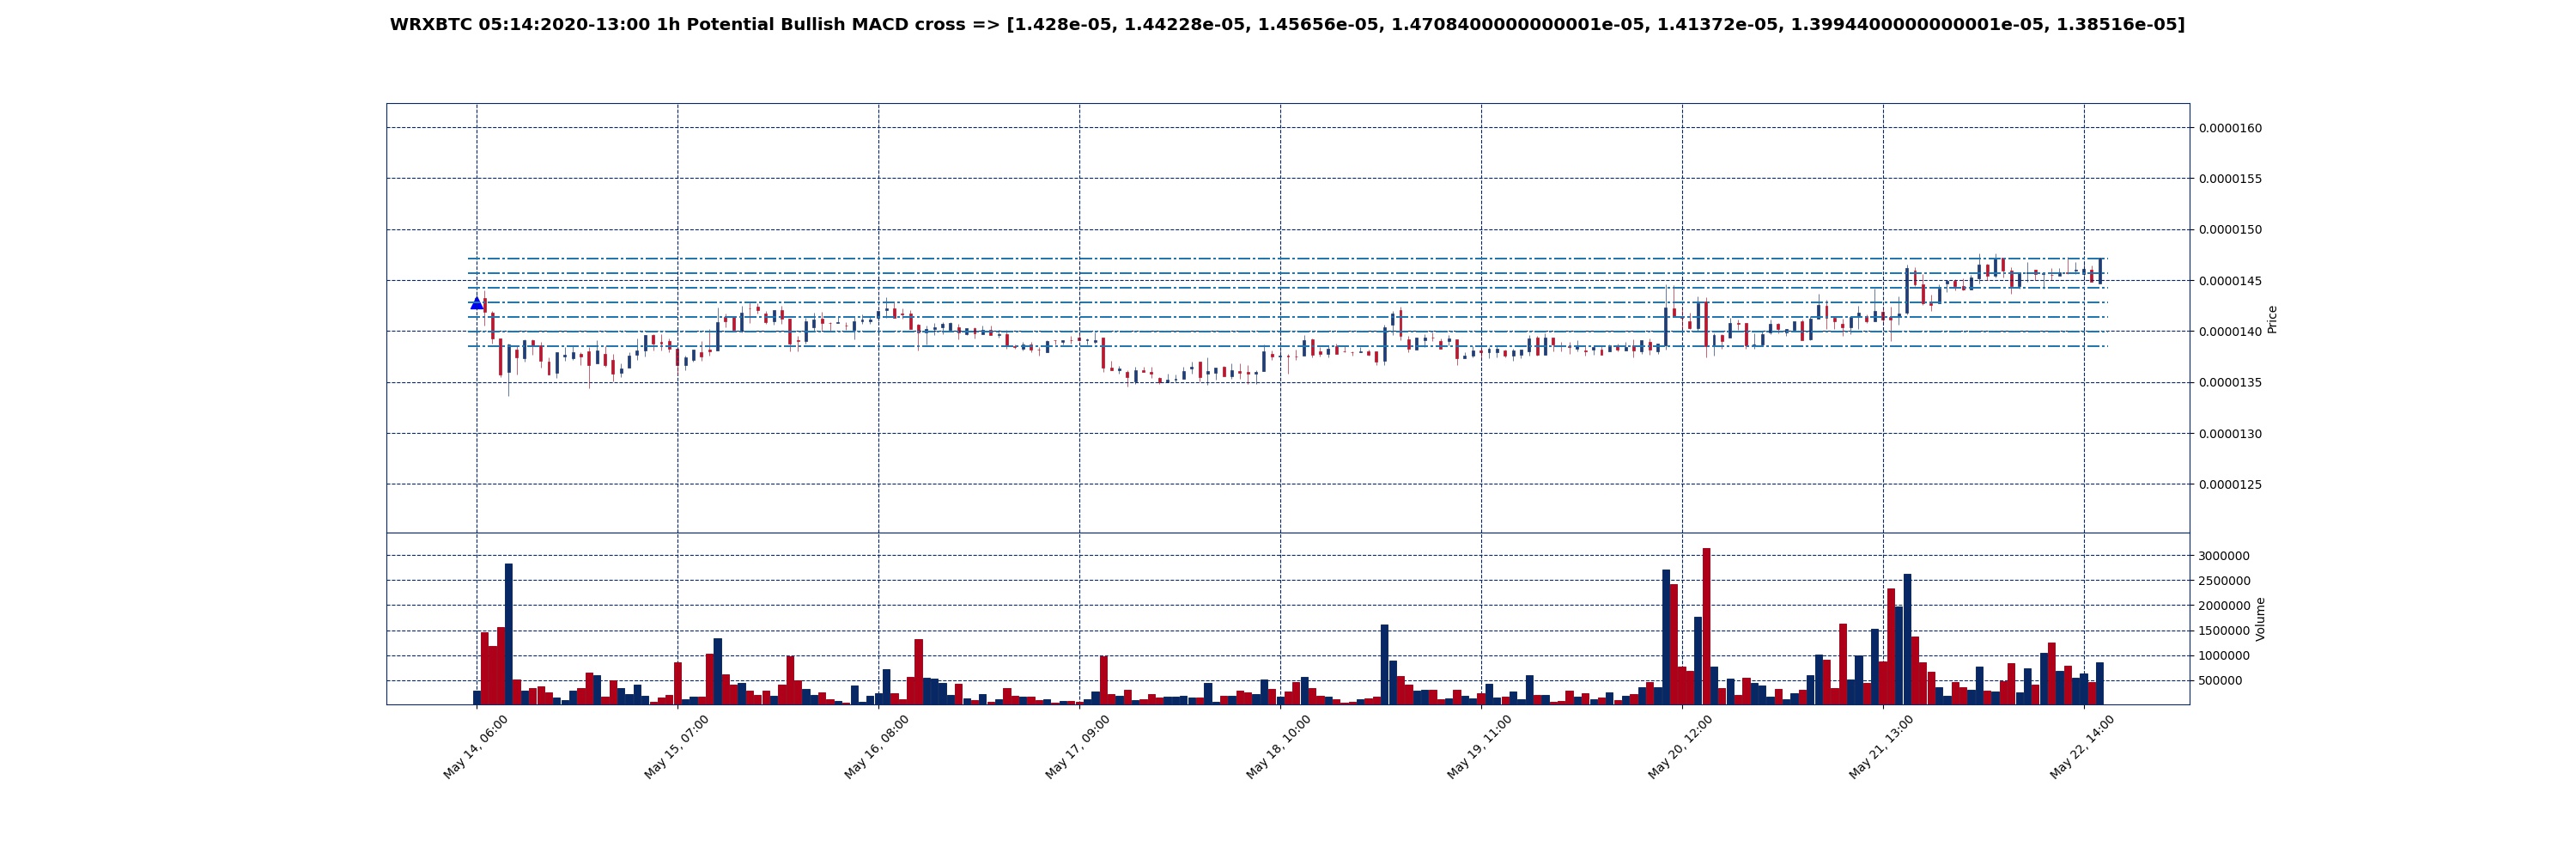 WRXBTC 05:14:2020-13:00 1h Potential Bullish MACD cross => [1.428e-05, 1.44228e-05, 1.45656e-05, 1.4708400000000001e-05, 1.41372e-05, 1.3994400000000001e-05, 1.38516e-05]
0.0000160
0.0000155
0.0000150
0.0000145
0.0000140
0.0000135
0.0000130
0.0000125
Price
3000000
2500000
2000000
1500000
1000000
500000
Volume
May 14, 06:00
May 15, 07:00
May 16, 08:00
May 17, 09:00
May 18, 10:00
May 19, 11:00
May 20, 12:00
May 21, 13:00
May 22, 14:00